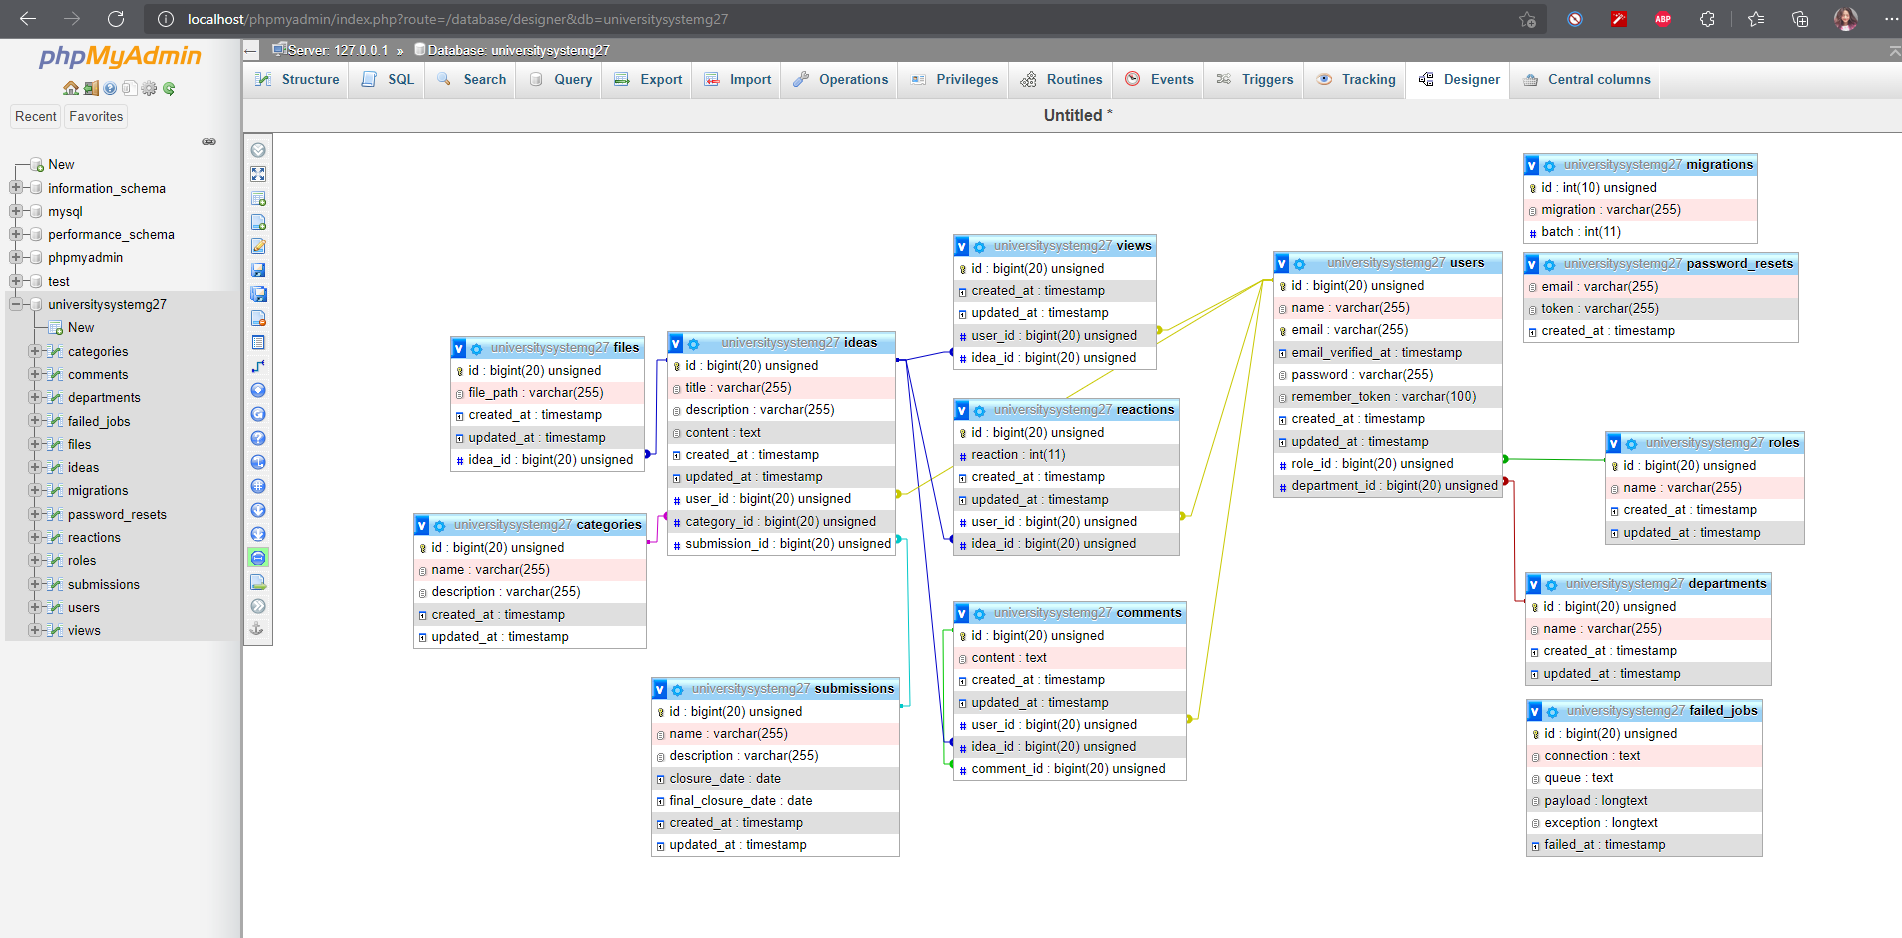 localhost/phpmyadmin/index.php?route=/database/designer&db=universitysystemg27
ABP
phpMyAdmin
Recent
Favorites
New
information_schema
mysql
performance_schema
phpmyadmin
test
universitysystemg27
New
categories
comments
departments
failed_jobs
files
ideas
migrations
password_resets
reactions
roles
submissions
users
views
Server: 127.0.0.1 » Database: universitysystemg27
Structure
SQL
Search
Query
Export
Import
Operations
Privileges
Routines
Events
Triggers
Tracking
Designer
Central columns
Untitled *
v universitysystemg27 files
id : bigint(20) unsigned
file_path : varchar(255)
created_at : timestamp
updated_at : timestamp
# idea_id : bigint(20) unsigned
v universitysystemg27 categories
id : bigint(20) unsigned
name : varchar(255)
description : varchar(255)
created_at : timestamp
updated_at : timestamp
v universitysystemg27 ideas
id : bigint(20) unsigned
title : varchar(255)
description : varchar(255)
content : text
created_at : timestamp
updated_at : timestamp
# user_id : bigint(20) unsigned
# category_id : bigint(20) unsigned
# submission_id : bigint(20) unsigned
v universitysystemg27 submissions
id : bigint(20) unsigned
name : varchar(255)
description : varchar(255)
closure_date : date
final_closure_date : date
created_at : timestamp
updated_at : timestamp
v universitysystemg27 views
id : bigint(20) unsigned
created_at : timestamp
updated_at : timestamp
# user_id : bigint(20) unsigned
# idea_id : bigint(20) unsigned
v universitysystemg27 reactions
id : bigint(20) unsigned
# reaction : int(11)
created_at : timestamp
updated_at : timestamp
# user_id : bigint(20) unsigned
# idea_id : bigint(20) unsigned
v universitysystemg27 comments
id : bigint(20) unsigned
content : text
created_at : timestamp
updated_at : timestamp
# user_id : bigint(20) unsigned
# idea_id : bigint(20) unsigned
# comment_id : bigint(20) unsigned
v universitysystemg27 users
id : bigint(20) unsigned
name : varchar(255)
email : varchar(255)
email_verified_at : timestamp
password : varchar(255)
remember_token : varchar(100)
created_at : timestamp
updated_at : timestamp
# role_id : bigint(20) unsigned
# department_id : bigint(20) unsigned
v universitysystemg27 migrations
id : int(10) unsigned
migration : varchar(255)
# batch : int(11)
v universitysystemg27 password_resets
email : varchar(255)
token : varchar(255)
created_at : timestamp
v universitysystemg27 roles
id : bigint(20) unsigned
name : varchar(255)
created_at : timestamp
updated_at : timestamp
v universitysystemg27 departments
id : bigint(20) unsigned
name : varchar(255)
created_at : timestamp
updated_at : timestamp
v universitysystemg27 failed_jobs
id : bigint(20) unsigned
connection : text
queue : text
payload : longtext
exception : longtext
failed_at : timestamp